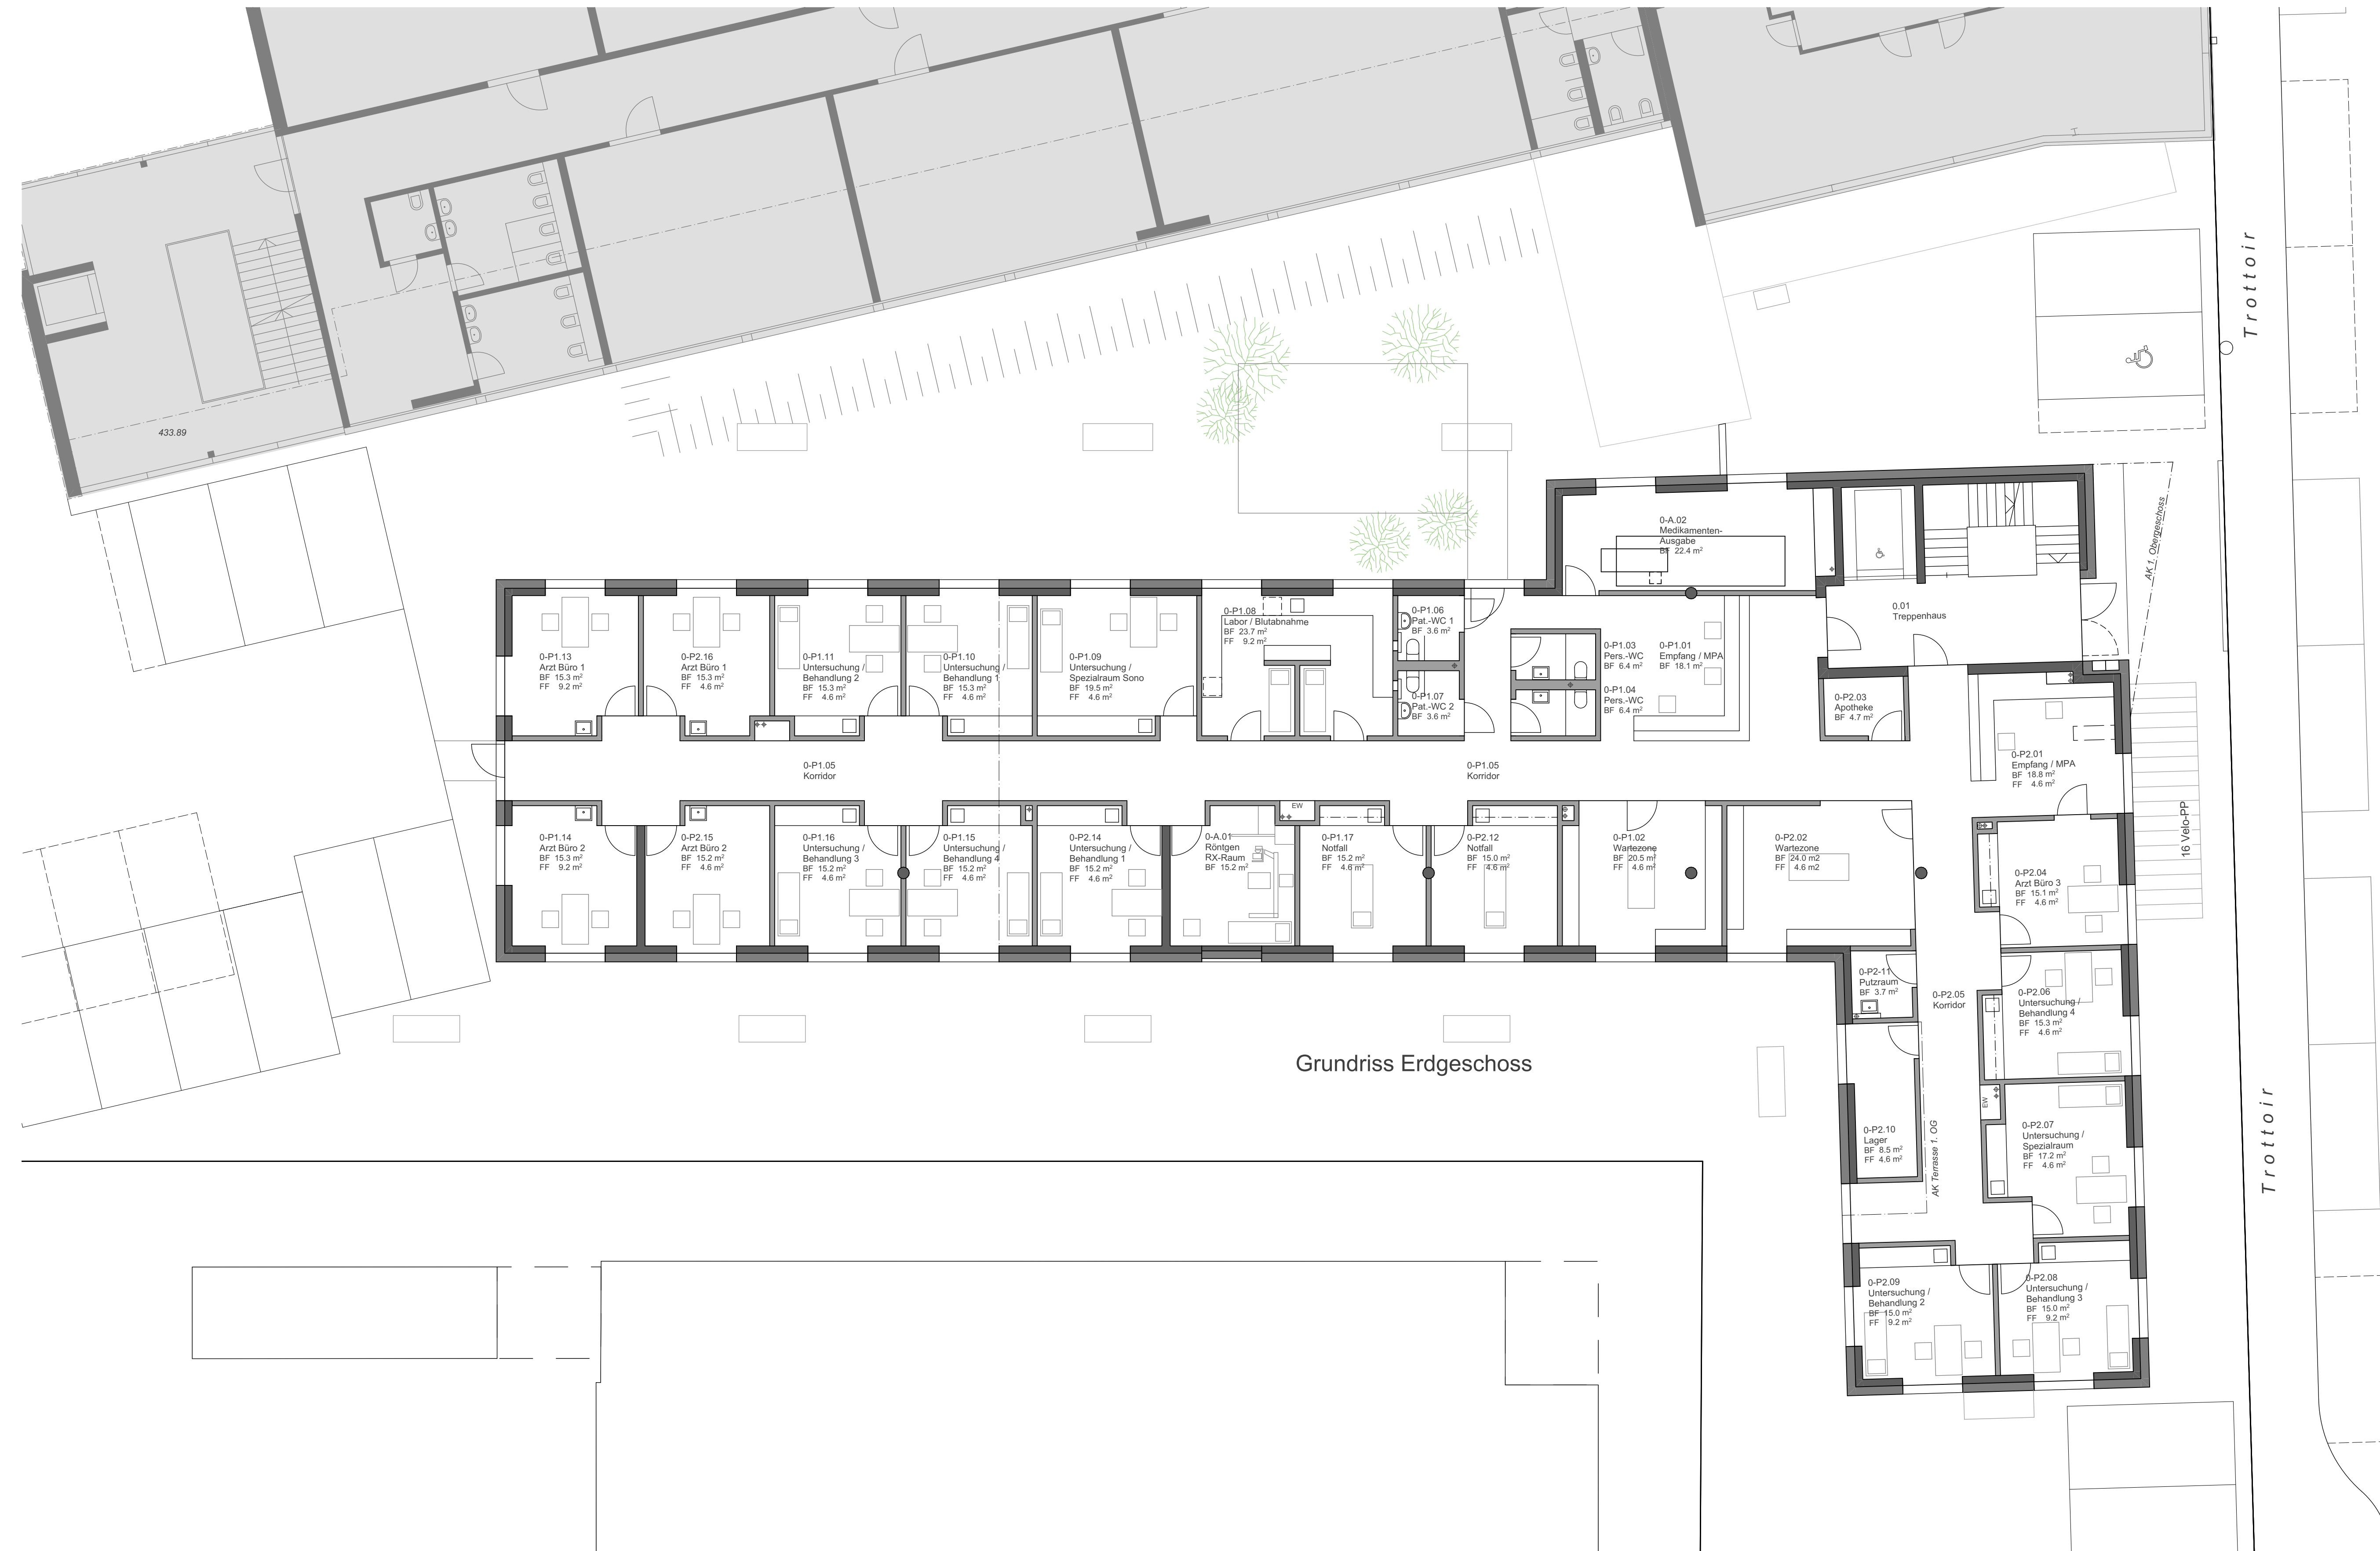 Trottoir
433.89
AK 1. Obergeschoss
0-A.02
Medikamenten-
Ausgabe
BF 22.4 m²
0.01
Treppenhaus
0-P1.13
Arzt Büro 1
BF 15.3 m²
FF 9.2 m²
0-P2.16
Arzt Büro 1
BF 15.3 m²
FF 4.6 m²
0-P1.11
Untersuchung /
Behandlung 2
BF 15.3 m²
FF 4.6 m²
0-P1.10
Untersuchung /
Behandlung 1
BF 15.3 m²
FF 4.6 m²
0-P1.09
Untersuchung /
Spezialraum Sono
BF 19.5 m²
FF 4.6 m²
0-P1.08
Labor / Blutabnahme
BF 23.7 m²
FF 9.2 m²
0-P1.06
Pat.-WC 1
BF 3.6 m²
0-P1.07
Pat.-WC 2
BF 3.6 m²
0-P1.03
Pers.-WC
BF 6.4 m²
0-P1.04
Pers.-WC
BF 6.4 m²
0-P1.01
Empfang / MPA
BF 18.1 m²
0-P2.03
Apotheke
BF 4.7 m²
0-P2.01
Empfang / MPA
BF 18.8 m²
FF 4.6 m²
0-P1.05
Korridor
0-P1.05
Korridor
16 Velo-PP
0-P1.14
Arzt Büro 2
BF 15.3 m²
FF 9.2 m²
0-P2.15
Arzt Büro 2
BF 15.2 m²
FF 4.6 m²
0-P1.16
Untersuchung /
Behandlung 3
BF 15.2 m²
FF 4.6 m²
0-P1.15
Untersuchung /
Behandlung 4
BF 15.2 m²
FF 4.6 m²
0-P2.14
Untersuchung /
Behandlung 1
BF 15.2 m²
FF 4.6 m²
0-A.01
Röntgen
RX-Raum
BF 15.2 m²
EW
0-P1.17
Notfall
BF 15.2 m²
FF 4.6 m²
0-P2.12
Notfall
BF 15.0 m²
FF 4.6 m²
0-P1.02
Wartezone
BF 20.5 m²
FF 4.6 m²
0-P2.02
Wartezone
BF 24.0 m2
FF 4.6 m2
0-P2.04
Arzt Büro 3
BF 15.1 m²
FF 4.6 m²
0-P2-11
Putzraum
BF 3.7 m²
0-P2.05
Korridor
0-P2.06
Untersuchung /
Behandlung 4
BF 15.3 m²
FF 4.6 m²
Grundriss Erdgeschoss
EW
0-P2.10
Lager
BF 8.5 m²
FF 4.6 m²
AK Terrasse 1. OG
0-P2.07
Untersuchung /
Spezialraum
BF 17.2 m²
FF 4.6 m²
Trottoir
0-P2.09
Untersuchung /
Behandlung 2
BF 15.0 m²
FF 9.2 m²
0-P2.08
Untersuchung /
Behandlung 3
BF 15.0 m²
FF 9.2 m²